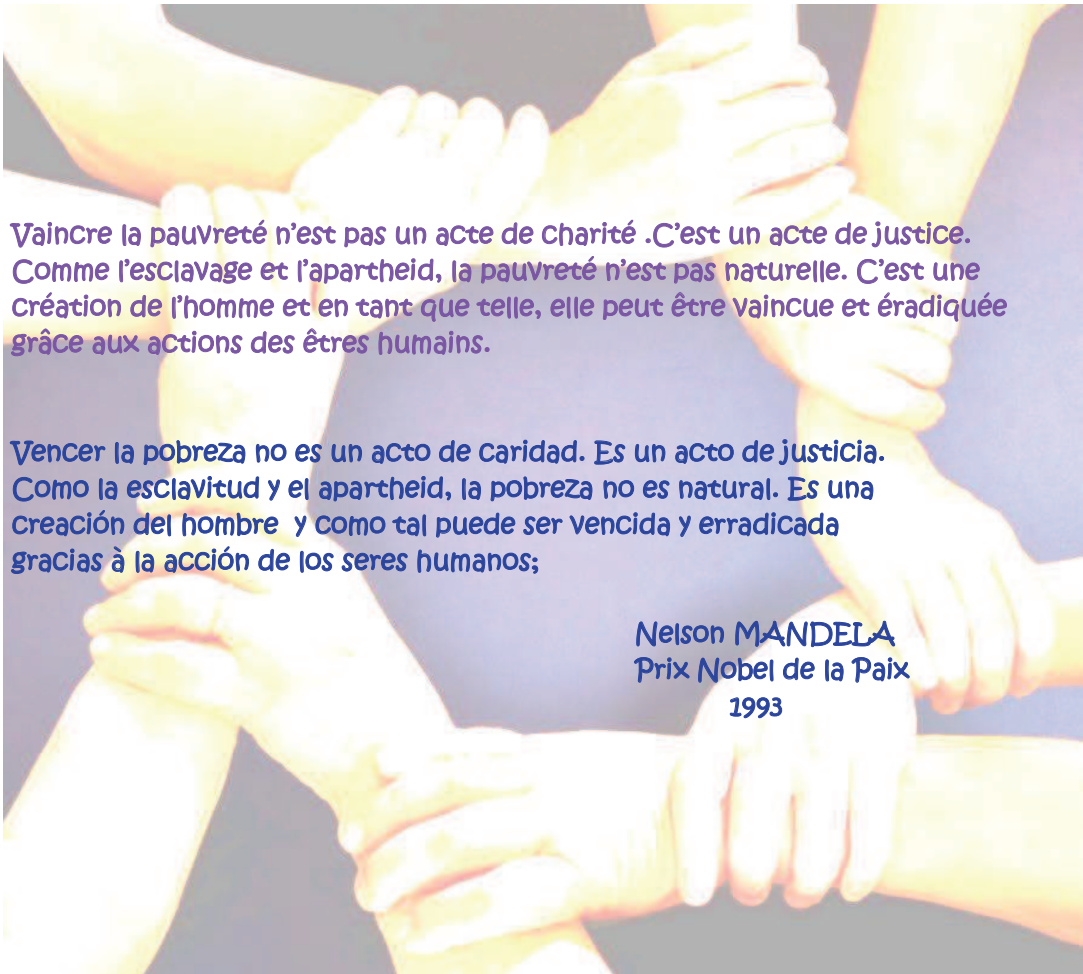 Vaincre la pauvreté n’est pas un acte de charité .C’est un acte de justice.
Comme l’esclavage et l’apartheid, la pauvreté n’est pas naturelle. C’est une
création de l’homme et en tant que telle, elle peut être vaincue et éradiquée
grâce aux actions des êtres humains.
Vencer la pobreza no es un acto de caridad. Es un acto de justicia.
Como la esclavitud y el apartheid, la pobreza no es natural. Es una
creación del hombre  y como tal puede ser vencida y erradicada
gracias à la acción de los seres humanos;
Nelson MANDELA
Prix Nobel de la Paix
1993